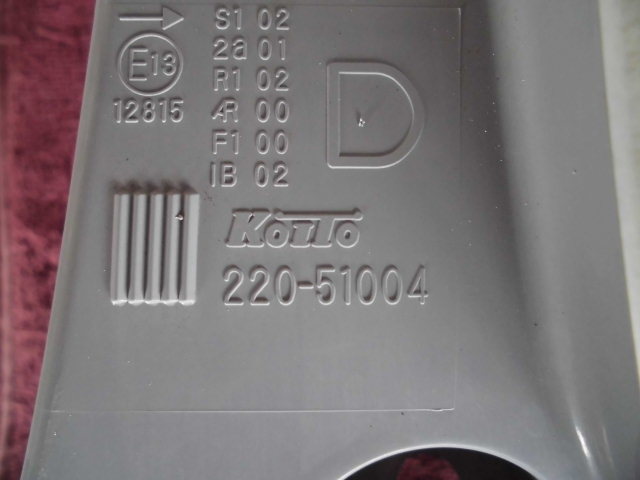 → S1 02
2a 01
E13
R1 02
12815
AR 00
F1 00
IB 02
D
KOITO
220-51004